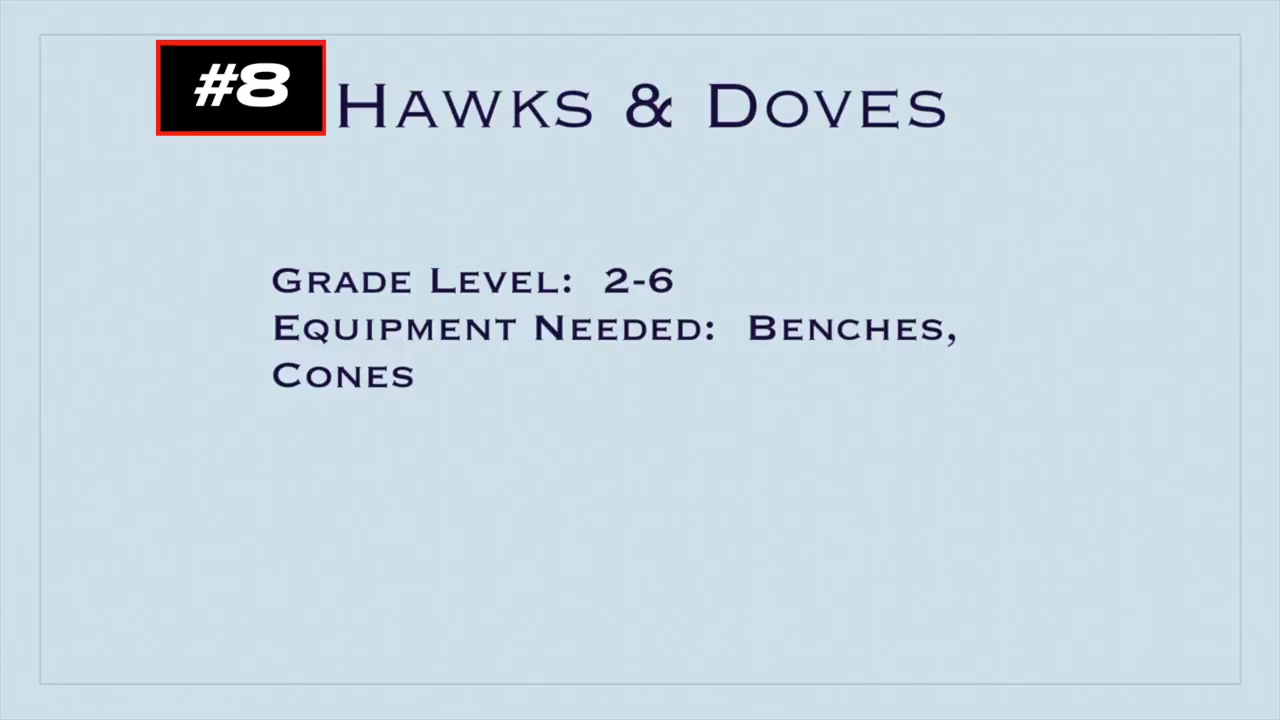 #8
Hawks & Doves
Grade Level: 2-6
Equipment Needed: Benches,
Cones